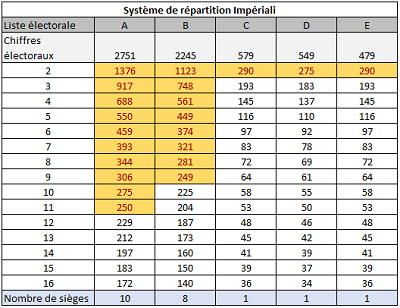 Système de répartition Impériali
Liste électorale A B C D E
Chiffres
électoraux 2751 2245 579 549 479
2 1376 1123 290 275 290
3 917 748 193 183 193
4 688 561 145 137 145
5 550 449 116 110 116
6 459 374 97 92 97
7 393 321 83 78 83
8 344 281 72 69 72
9 306 249 64 61 64
10 275 225 58 55 58
11 250 204 53 50 53
12 229 187 48 46 48
13 212 173 45 42 45
14 197 160 41 39 41
15 183 150 39 37 39
16 172 140 36 34 36
Nombre de sièges 10 8 1 1 1